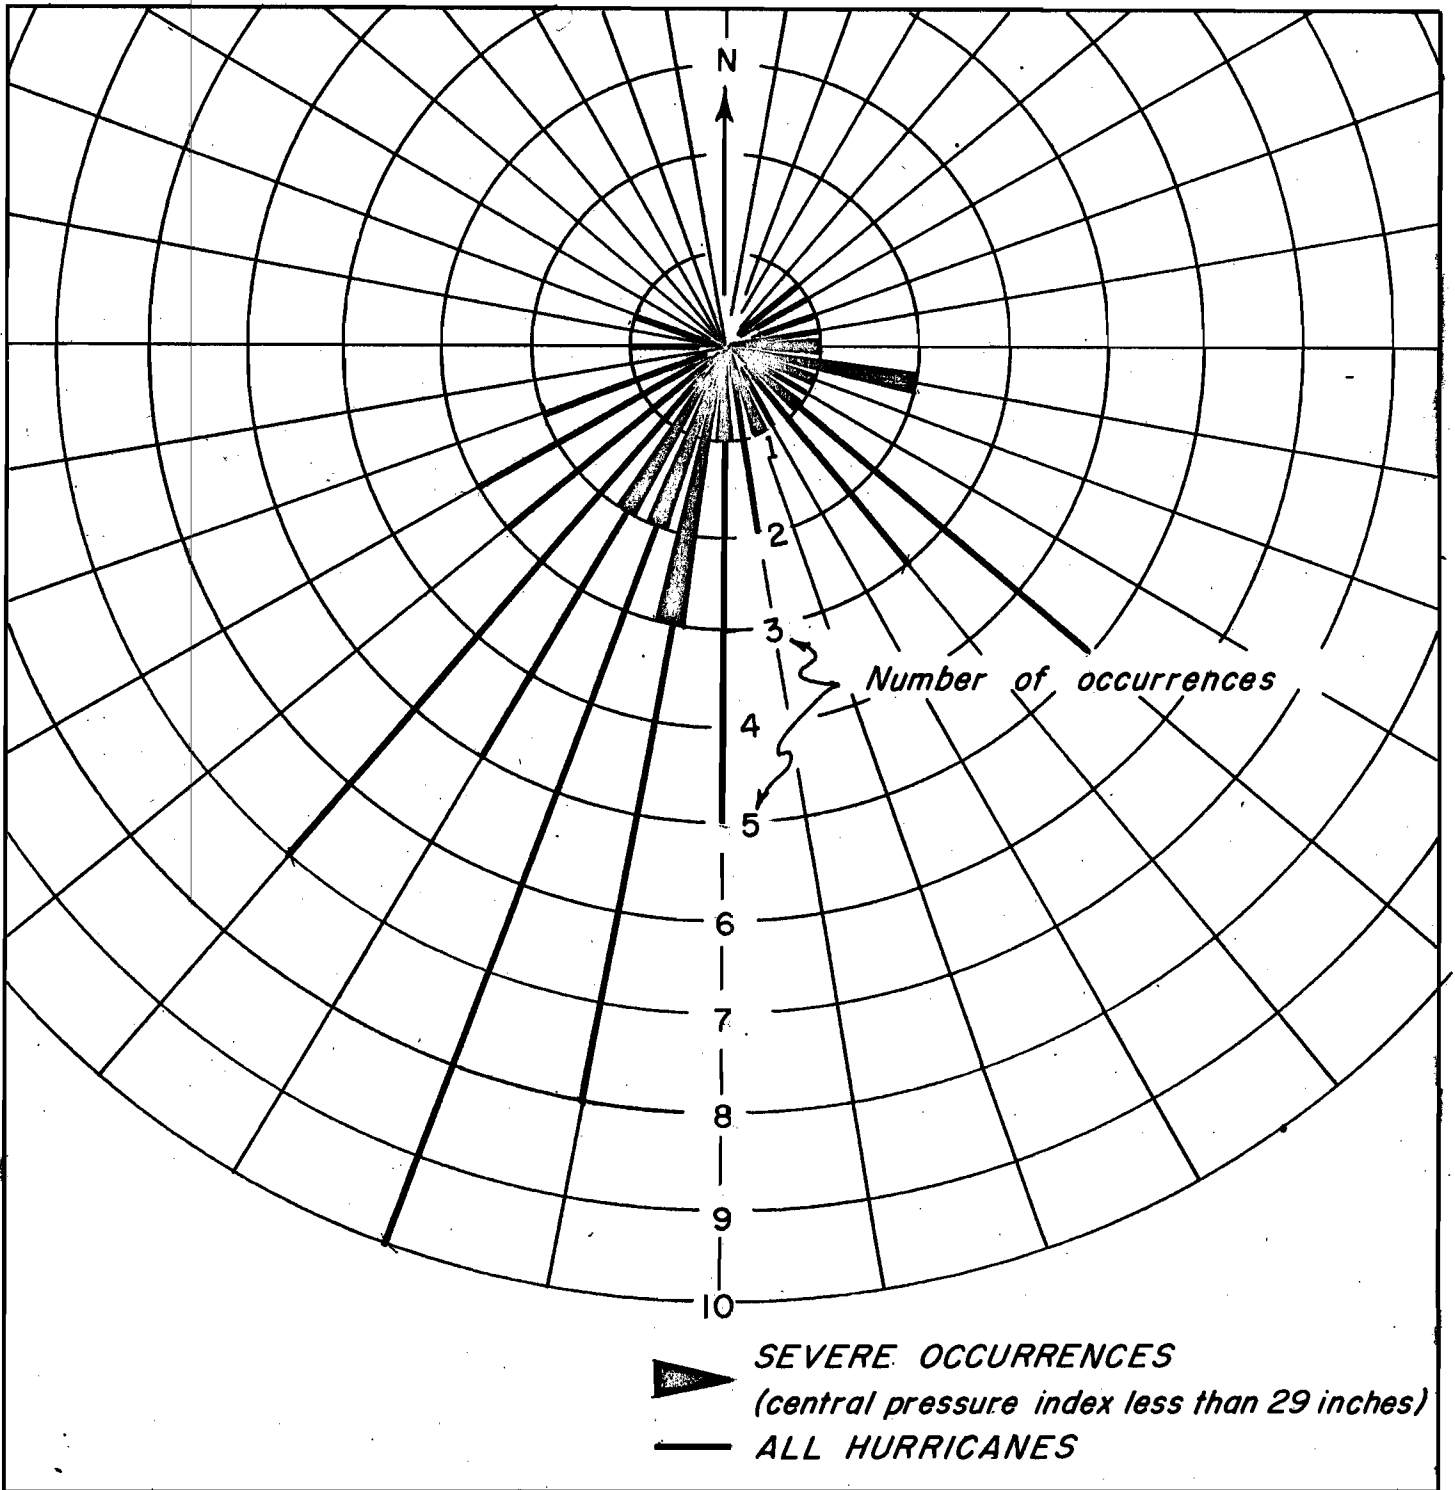 N
1
2
3
Number of occurrences
4
5
6
7
8
9
10
SEVERE OCCURRENCES
(central pressure index less than 29 inches)
ALL HURRICANES